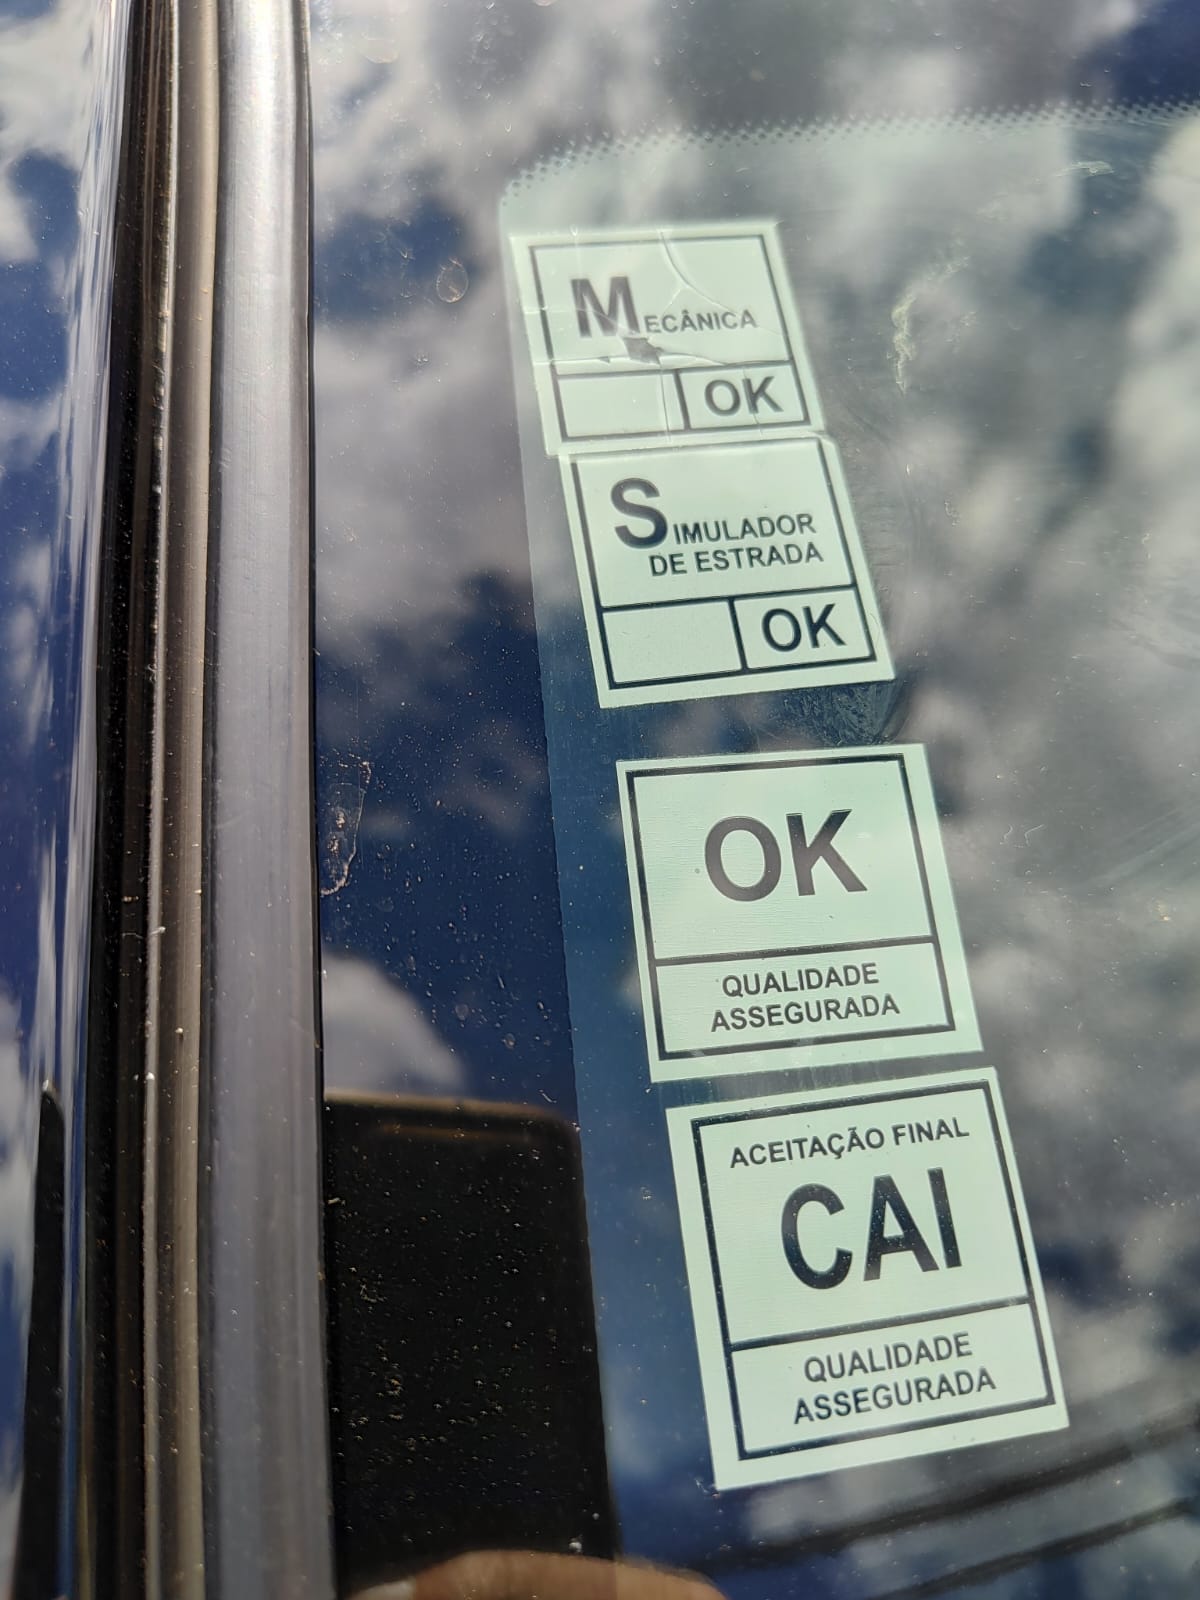 MECÂNICA
OK
SIMULADOR
DE ESTRADA
OK
OK
QUALIDADE
ASSEGURADA
ACEITAÇÃO FINAL
CAI
QUALIDADE
ASSEGURADA